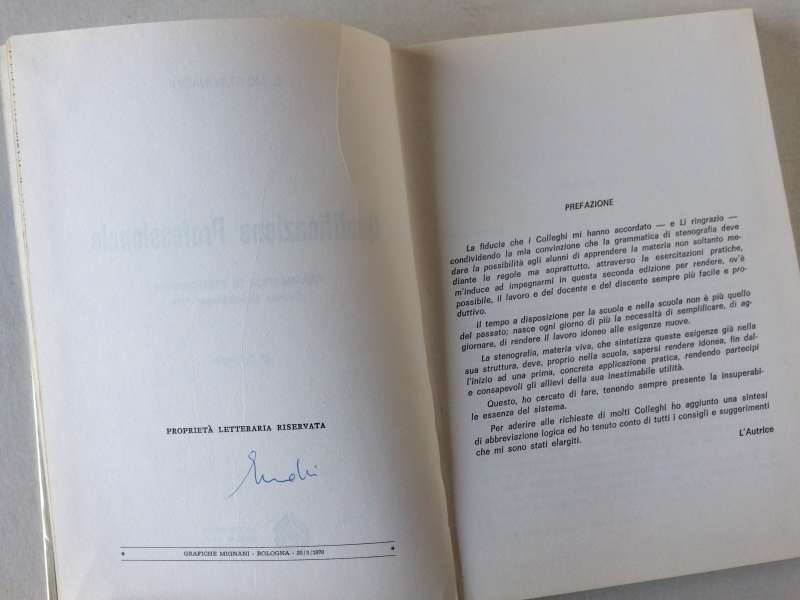 PROPRIETÀ LETTERARIA RISERVATA
GRAFICHE MIGNANI - BOLOGNA - 20/3/1970
PREFAZIONE
La fiducia che i Colleghi mi hanno accordato — e Li ringrazio —
condividendo la mia convinzione che la grammatica di stenografia deve
dare la possibilità agli alunni di apprendere la materia non soltanto me-
diante le regole ma soprattutto, attraverso le esercitazioni pratiche,
m'induce ad impegnarmi in questa seconda edizione per rendere, ov'è
possibile, il lavoro e del docente e del discente sempre più facile e pro-
duttivo.
Il tempo a disposizione per la scuola e nella scuola non è più quello
del passato; nasce ogni giorno di più la necessità di semplificare, di ag-
giornare, di rendere il lavoro idoneo alle esigenze nuove.
La stenografia, materia viva, che sintetizza queste esigenze già nella
sua struttura, deve, proprio nella scuola, sapersi rendere idonea, fin dal-
l'inizio ad una prima, concreta applicazione pratica, rendendo partecipi
e consapevoli gli allievi della sua inestimabile utilità.
Questo, ho cercato di fare, tenendo sempre presente la insuperabi-
le essenza del sistema.
Per aderire alle richieste di molti Colleghi ho aggiunto una sintesi
di abbreviazione logica ed ho tenuto conto di tutti i consigli e suggerimenti
che mi sono stati elargiti.
L'Autrice